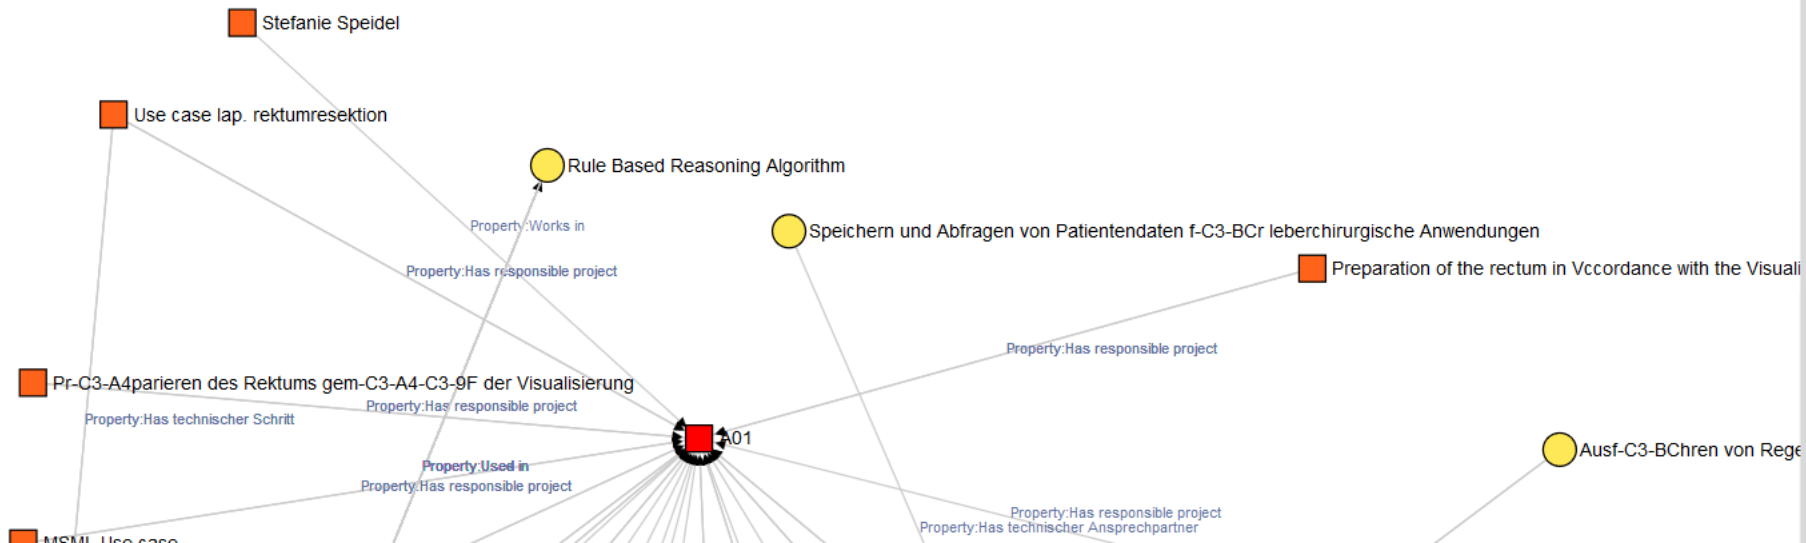 Stefanie Speidel
Use case lap. rektumresektion
Rule Based Reasoning Algorithm
Property:Works in
Speichern und Abfragen von Patientendaten f-C3-BCr leberchirurgische Anwendungen
Property:Has responsible project
Preparation of the rectum in Vccordance with the Visuali
Property:Has responsible project
Pr-C3-A4parieren des Rektums gem-C3-A4-C3-9F der Visualisierung
Property:Has responsible project
Property:Has technischer Schritt
A01
Ausf-C3-BChren von Rege
Property:Used in
Property:Has responsible project
Property:Has responsible project
Property:Has technischer Ansprechpartner
MSML Use case